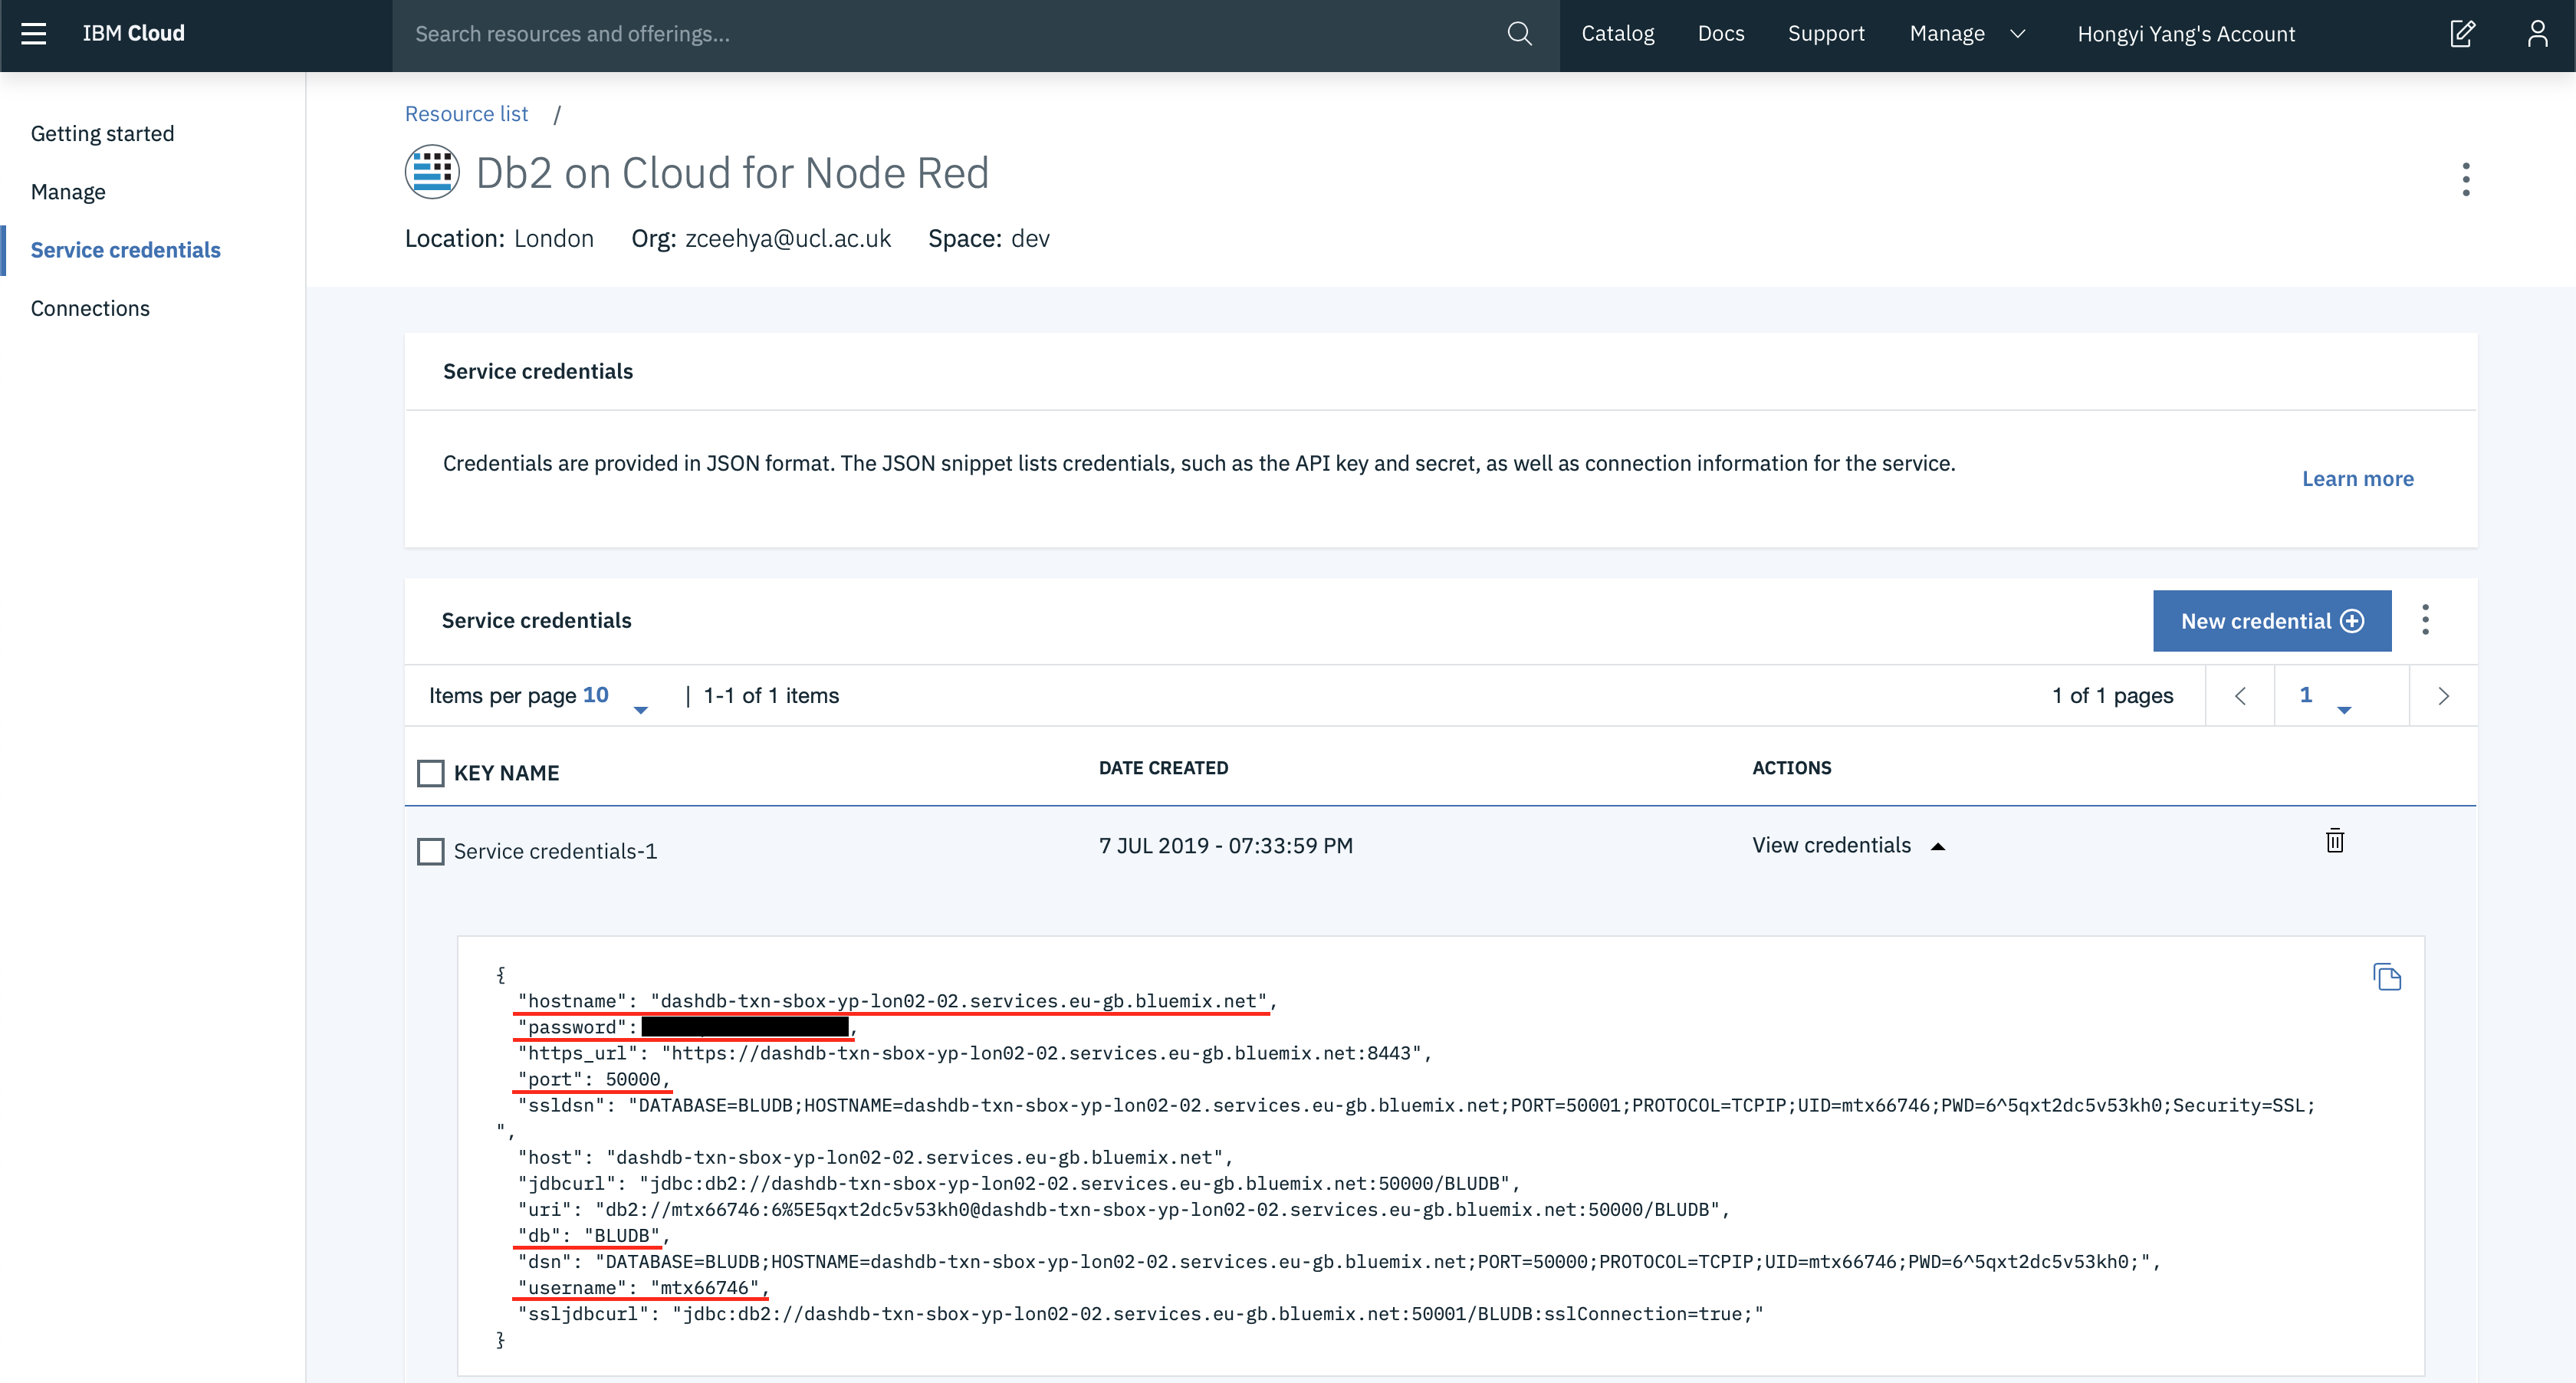 IBM Cloud
Search resources and offerings...
Catalog
Docs
Support
Manage
Hongyi Yang's Account
Getting started
Manage
Service credentials
Connections
Resource list /
Db2 on Cloud for Node Red
Location: London Org: zceehya@ucl.ac.uk Space: dev
Service credentials
Credentials are provided in JSON format. The JSON snippet lists credentials, such as the API key and secret, as well as connection information for the service.
Learn more
Service credentials
New credential
Items per page 10 | 1-1 of 1 items
1 of 1 pages
1
KEY NAME DATE CREATED ACTIONS
Service credentials-1 7 JUL 2019 - 07:33:59 PM View credentials
{
"hostname": "dashdb-txn-sbox-yp-lon02-02.services.eu-gb.bluemix.net",
"password": ,
"https_url": "https://dashdb-txn-sbox-yp-lon02-02.services.eu-gb.bluemix.net:8443",
"port": 50000,
"ssldsn": "DATABASE=BLUDB;HOSTNAME=dashdb-txn-sbox-yp-lon02-02.services.eu-gb.bluemix.net;PORT=50001;PROTOCOL=TCPIP;UID=mtx66746;PWD=6^5qxt2dc5v53kh0;Security=SSL;
",
"host": "dashdb-txn-sbox-yp-lon02-02.services.eu-gb.bluemix.net",
"jdbcurl": "jdbc:db2://dashdb-txn-sbox-yp-lon02-02.services.eu-gb.bluemix.net:50000/BLUDB",
"uri": "db2://mtx66746:6%5E5qxt2dc5v53kh0@dashdb-txn-sbox-yp-lon02-02.services.eu-gb.bluemix.net:50000/BLUDB",
"db": "BLUDB",
"dsn": "DATABASE=BLUDB;HOSTNAME=dashdb-txn-sbox-yp-lon02-02.services.eu-gb.bluemix.net;PORT=50000;PROTOCOL=TCPIP;UID=mtx66746;PWD=6^5qxt2dc5v53kh0;",
"username": "mtx66746",
"ssljdbcurl": "jdbc:db2://dashdb-txn-sbox-yp-lon02-02.services.eu-gb.bluemix.net:50001/BLUDB:sslConnection=true;"
}